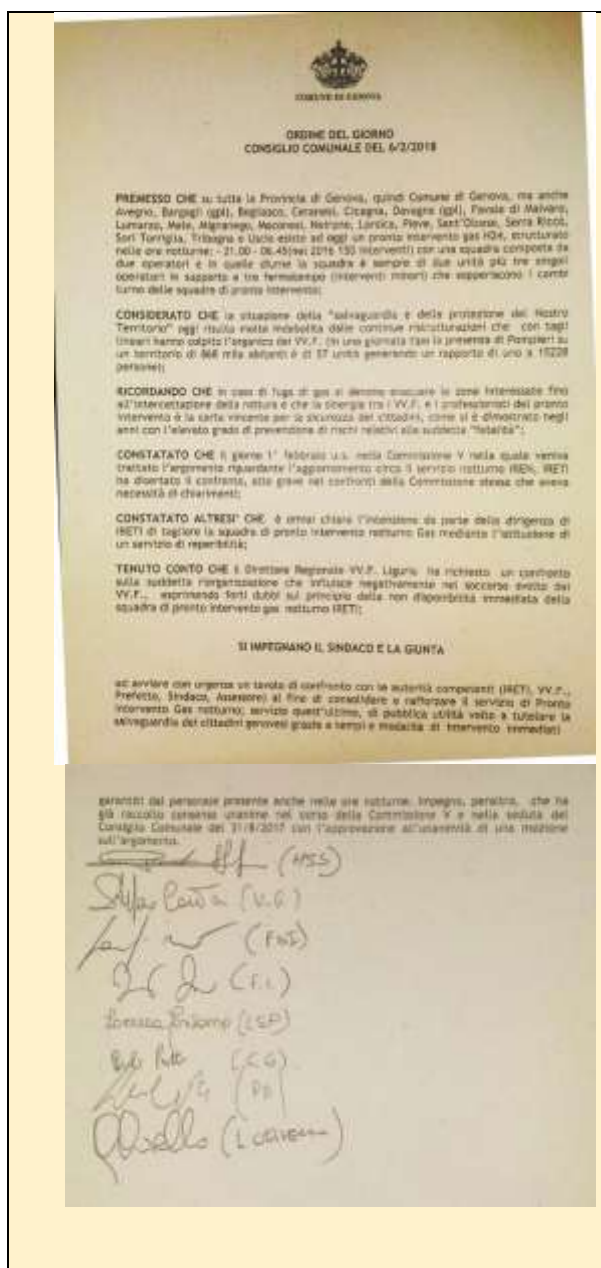 COMUNE DI GENOVA
ORDINE DEL GIORNO
CONSIGLIO COMUNALE DEL 6/2/2018
PREMESSO CHE su tutta la Provincia di Genova, quindi Comune di Genova, ma anche
Avegno, Bargagli (gpl), Bogliasco, Ceranesi, Cicagna, Davagna (gpl), Favale di Malvaro,
Lumarzo, Mele, Mignanego, Moconesi, Neirone, Lorsica, Pieve, Sant'Olcese, Serra Riccò,
Sori Torriglia, Tribogna e Uscio esiste ad oggi un pronto intervento gas H24, strutturato
nelle ore notturne: - 21.00 - 06.45(nel 2016 150 interventi) con una squadra composta da
due operatori e in quelle diurne la squadra è sempre di due unità più tre singoli
operatori in supporto a tre fermatempo (interventi minori) che sopperiscono i cambi
turno delle squadre di pronto intervento;
CONSIDERATO CHE la situazione della "salvaguardia e della protezione del Nostro
Territorio" oggi risulta molto indebolita dalle continue ristrutturazioni che con tagli
lineari hanno colpito l'organico dei VV.F. (in una giornata tipo la presenza di Pompieri su
un territorio di 868 mila abitanti è di 57 unità generando un rapporto di uno a 15228
persone);
RICORDANDO CHE in caso di fuga di gas si devono evacuare le zone interessate fino
all'intercettazione della rottura e che la sinergia tra i VV.F. e i professionisti del pronto
intervento è la carta vincente per la sicurezza dei cittadini, come si è dimostrato negli
anni con l'elevato grado di prevenzione di rischi relativi alla suddetta "fatalità";
CONSTATATO CHE il giorno 1° febbraio u.s. nella Commissione V nella quale veniva
trattato l'argomento riguardante l'aggiornamento circa il servizio notturno IREN, IRETI
ha disertato il confronto, atto grave nei confronti della Commissione stessa che aveva
necessità di chiarimenti;
CONSTATATO ALTRESI' CHE è ormai chiara l'intenzione da parte della dirigenza di
IRETI di tagliare la squadra di pronto intervento notturno Gas mediante l'istituzione di
un servizio di reperibilità;
TENUTO CONTO CHE il Direttore Regionale VV.F. Liguria ha richiesto un confronto
sulla suddetta riorganizzazione che influisce negativamente nel soccorso svolto dai
VV.F., esprimendo forti dubbi sul principio della non disponibilità immediata della
squadra di pronto intervento gas notturno IRETI;
SI IMPEGNANO IL SINDACO E LA GIUNTA
ad avviare con urgenza un tavolo di confronto con le autorità competenti (IRETI, VV.F.,
Prefetto, Sindaco, Assessore) al fine di consolidare e rafforzare il servizio di Pronto
intervento Gas notturno; servizio quest'ultimo, di pubblica utilità volto a tutelare la
salvaguardia dei cittadini genovesi grazie a tempi e modalità di intervento immediati
garantiti dal personale presente anche nelle ore notturne. Impegno, peraltro, che ha
già raccolto consenso unanime nel corso della Commissione V e nella seduta del
Consiglio Comunale del 31/8/2017 con l'approvazione all'unanimità di una mozione
sull'argomento.
(M5S)
(V.G)
(FdI)
(F.I.)
(LSP)
(CG)
(PD)